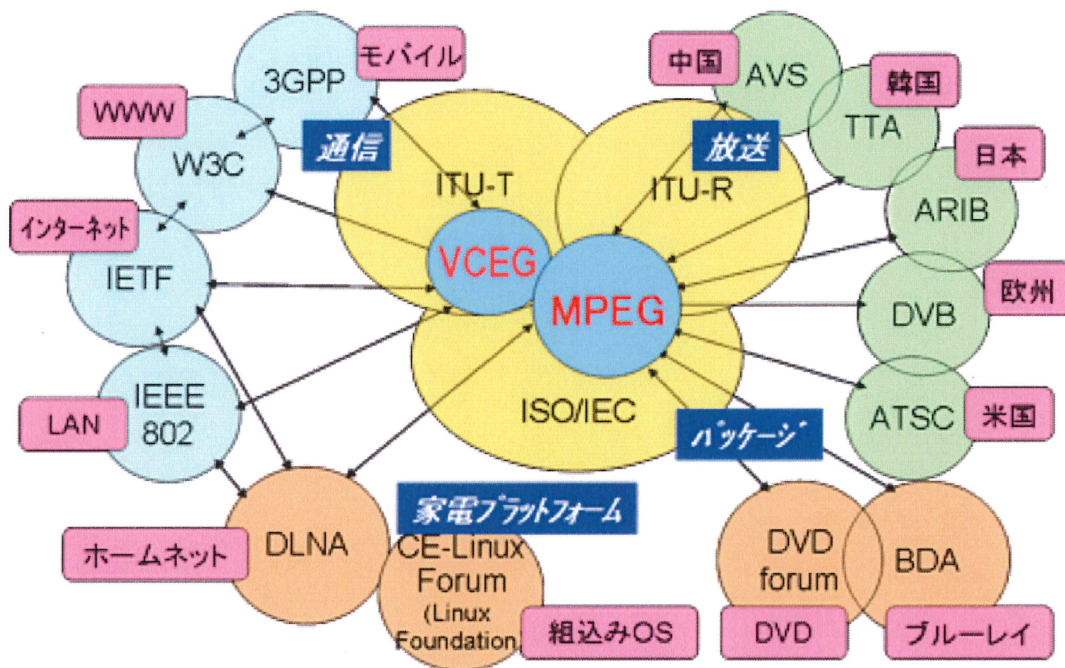 3GPP
モバイル
WWW
W3C
通信
インターネット
IETF
LAN
IEEE
802
ITU-T
VCEG
ITU-R
MPEG
ISO/IEC
放送
中国
AVS
韓国
TTA
日本
ARIB
欧州
DVB
米国
ATSC
パッケージ
家電プラットフォーム
ホームネット
DLNA
CE-Linux
Forum
(Linux
Foundation)
組込みOS
DVD
forum
DVD
BDA
ブルーレイ